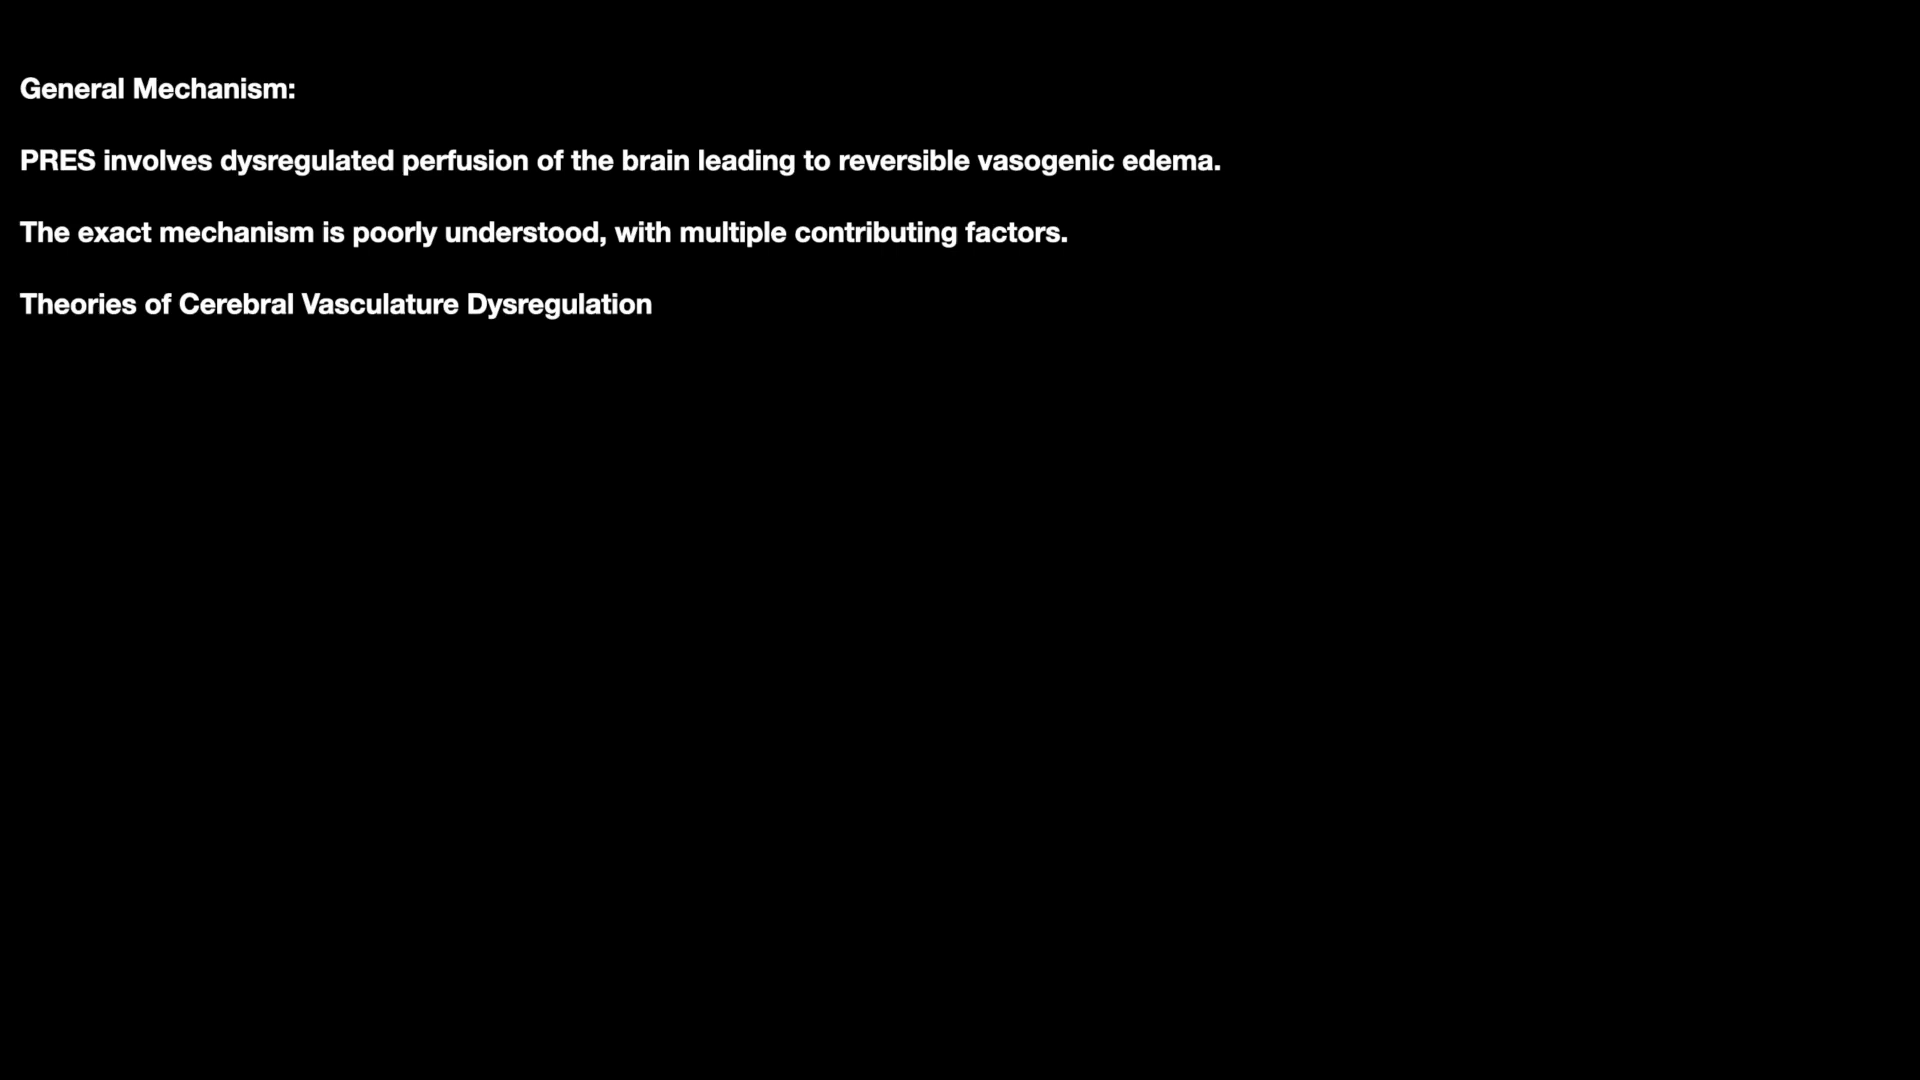 General Mechanism:
PRES involves dysregulated perfusion of the brain leading to reversible vasogenic edema.
The exact mechanism is poorly understood, with multiple contributing factors.
Theories of Cerebral Vasculature Dysregulation